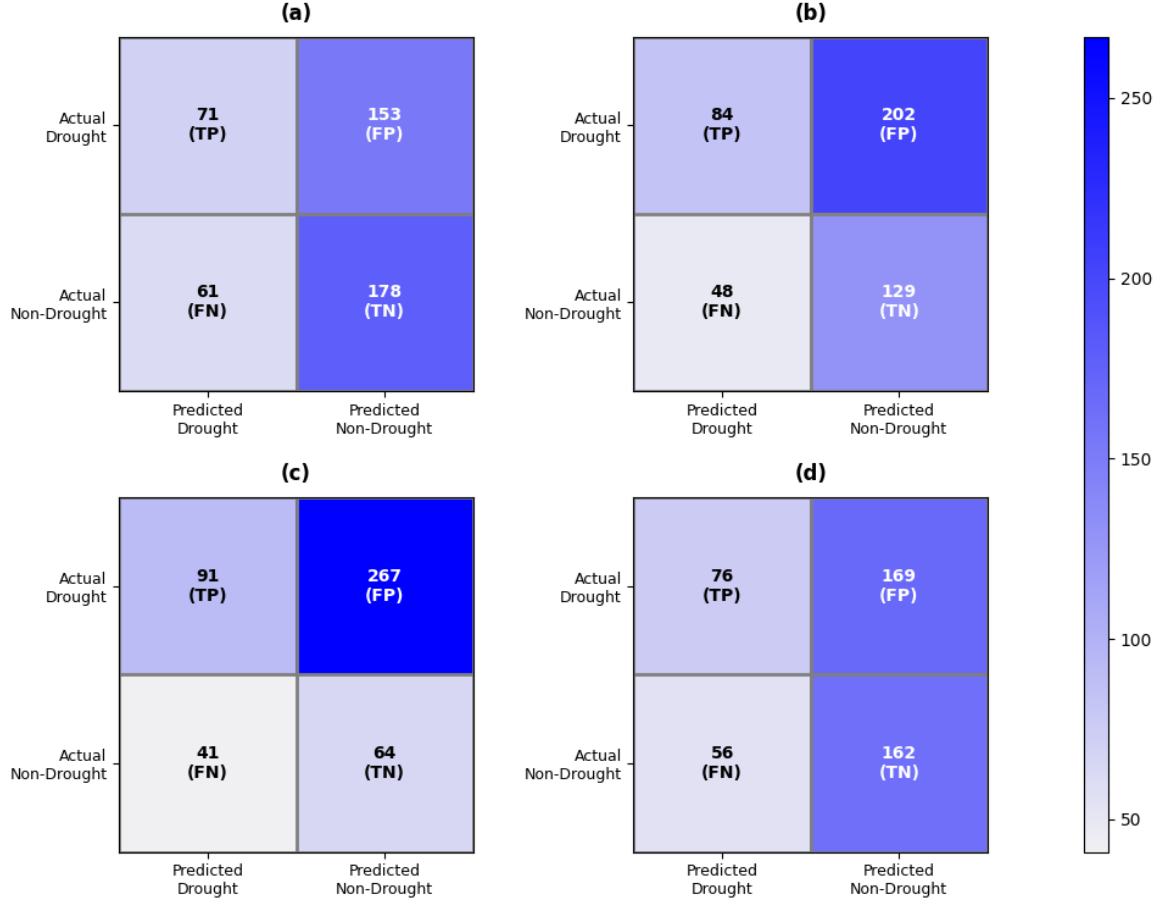 (a)
Actual
Drought
71
(TP)
153
(FP)
Actual
Non-Drought
61
(FN)
178
(TN)
Predicted
Drought
Predicted
Non-Drought
(b)
Actual
Drought
84
(TP)
202
(FP)
Actual
Non-Drought
48
(FN)
129
(TN)
Predicted
Drought
Predicted
Non-Drought
(c)
Actual
Drought
91
(TP)
267
(FP)
Actual
Non-Drought
41
(FN)
64
(TN)
Predicted
Drought
Predicted
Non-Drought
(d)
Actual
Drought
76
(TP)
169
(FP)
Actual
Non-Drought
56
(FN)
162
(TN)
Predicted
Drought
Predicted
Non-Drought
250
200
150
100
50